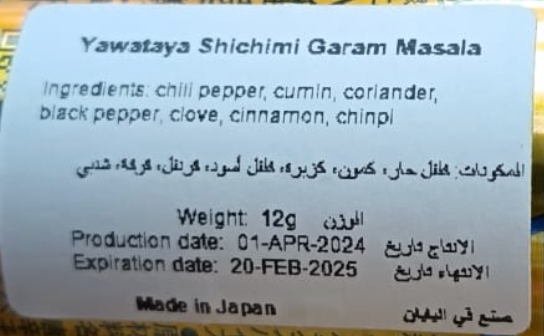 Yawataya Shichimi Garam Masala
Ingredients: chili pepper, cumin, coriander,
black pepper, clove, cinnamon, chinpi
المكونات: فلفل حار، كمون، كزبرة، فلفل أسود، قرنفل، قرفة، شنبي
Weight: 12g الوزن
Production date: 01-APR-2024 الانتاج تاريخ
Expiration date: 20-FEB-2025 الانتهاء تاريخ
Made in Japan صنع في اليابان